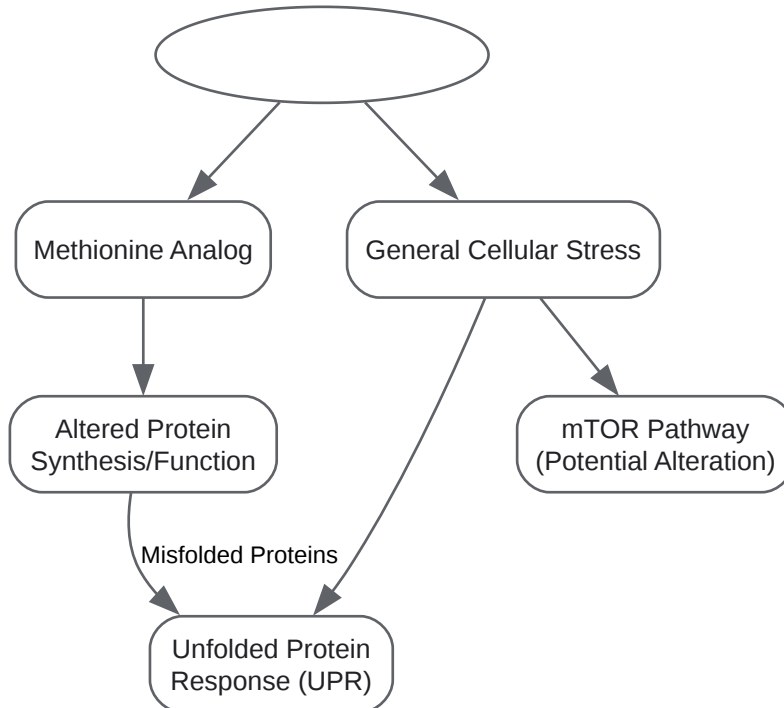 Methionine Analog
General Cellular Stress
Altered Protein
Synthesis/Function
mTOR Pathway
(Potential Alteration)
Misfolded Proteins
Unfolded Protein
Response (UPR)